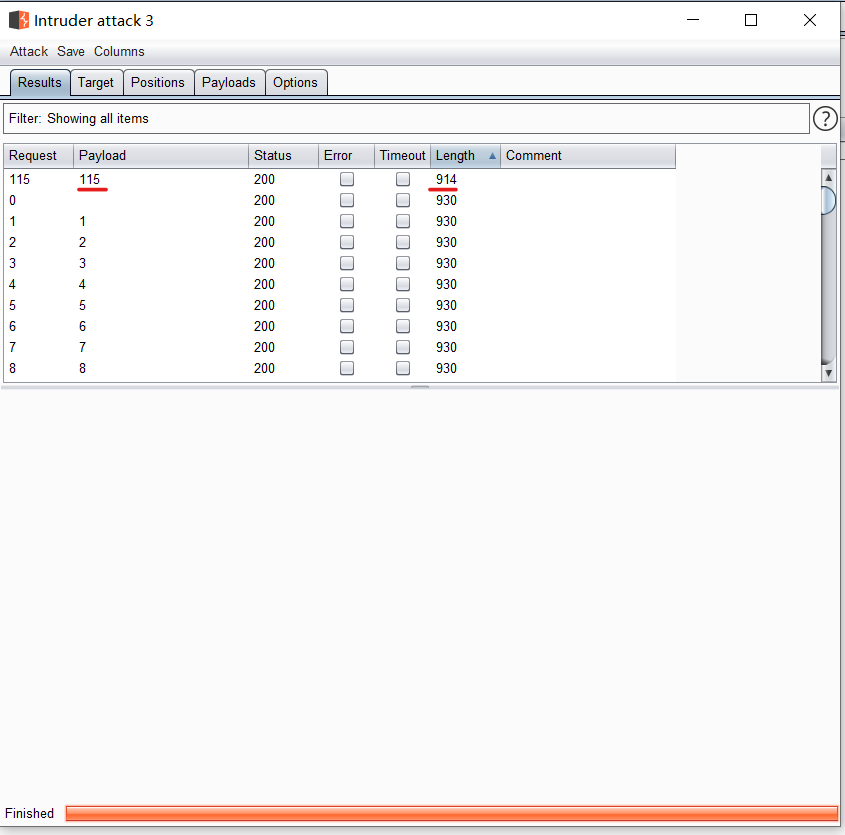 Intruder attack 3
Attack Save Columns
Results Target Positions Payloads Options
Filter: Showing all items ?
Request Payload Status Error Timeout Length Comment
115 115 200 914
0 200 930
1 1 200 930
2 2 200 930
3 3 200 930
4 4 200 930
5 5 200 930
6 6 200 930
7 7 200 930
8 8 200 930
Finished